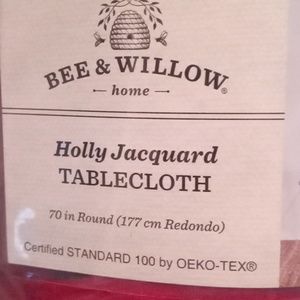 BEE & WILLOW®
home
Holly Jacquard
TABLECLOTH
70 in Round (177 cm Redondo)
Certified STANDARD 100 by OEKO-TEX®